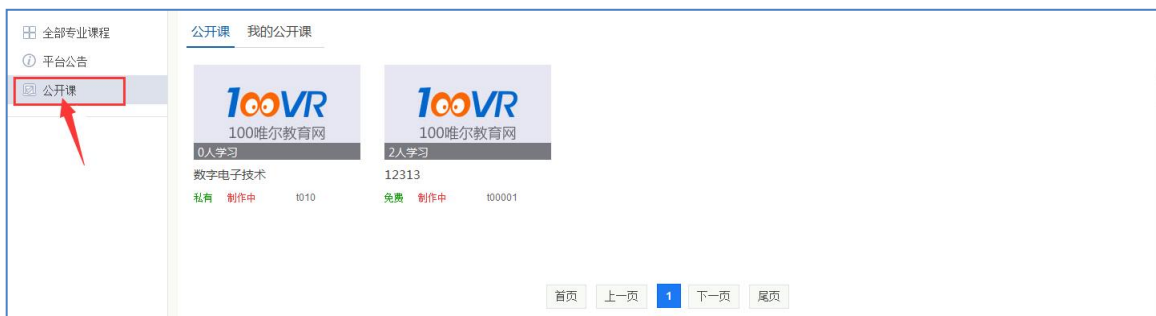 全部专业课程
平台公告
公开课
公开课 我的公开课
100VR
100唯尔教育网
0人学习
数字电子技术
私有 制作中 t010
100VR
100唯尔教育网
2人学习
12313
免费 制作中 t00001
首页 上一页 1 下一页 尾页